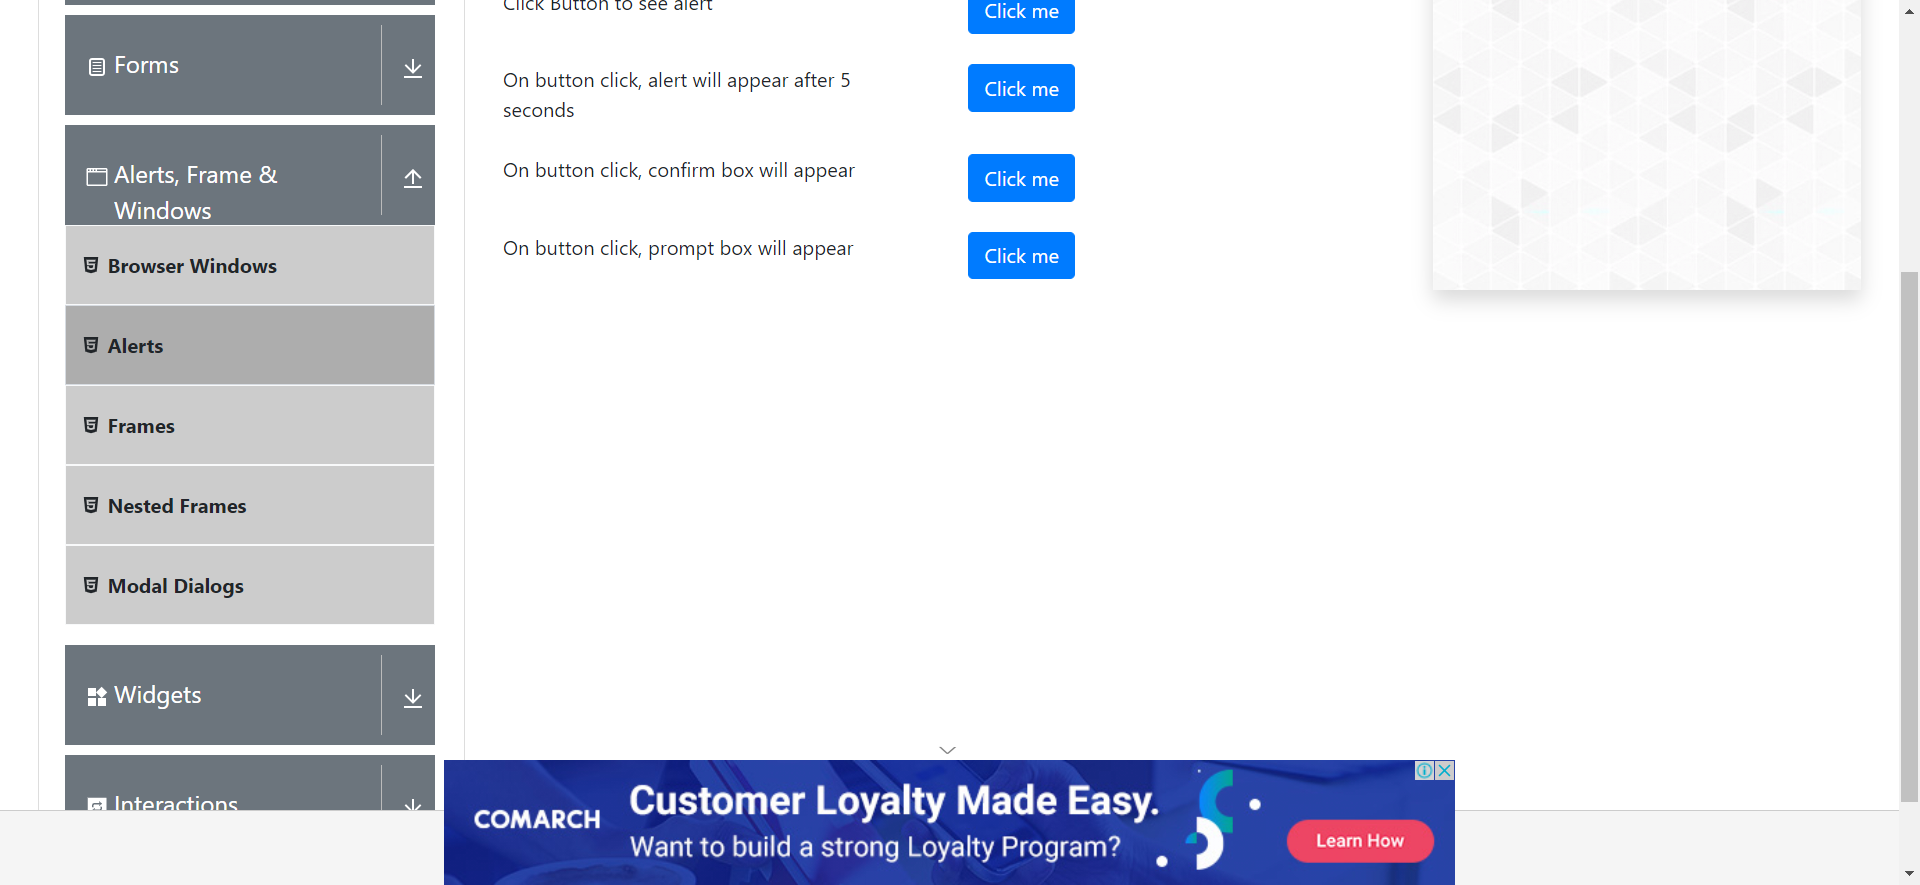 Click Button to see alert
Click me
Forms
On button click, alert will appear after 5
seconds
Click me
Alerts, Frame &
Windows
On button click, confirm box will appear
Click me
On button click, prompt box will appear
Click me
Browser Windows
Alerts
Frames
Nested Frames
Modal Dialogs
Widgets
Interactions
COMARCH
Customer Loyalty Made Easy.
Want to build a strong Loyalty Program?
Learn How